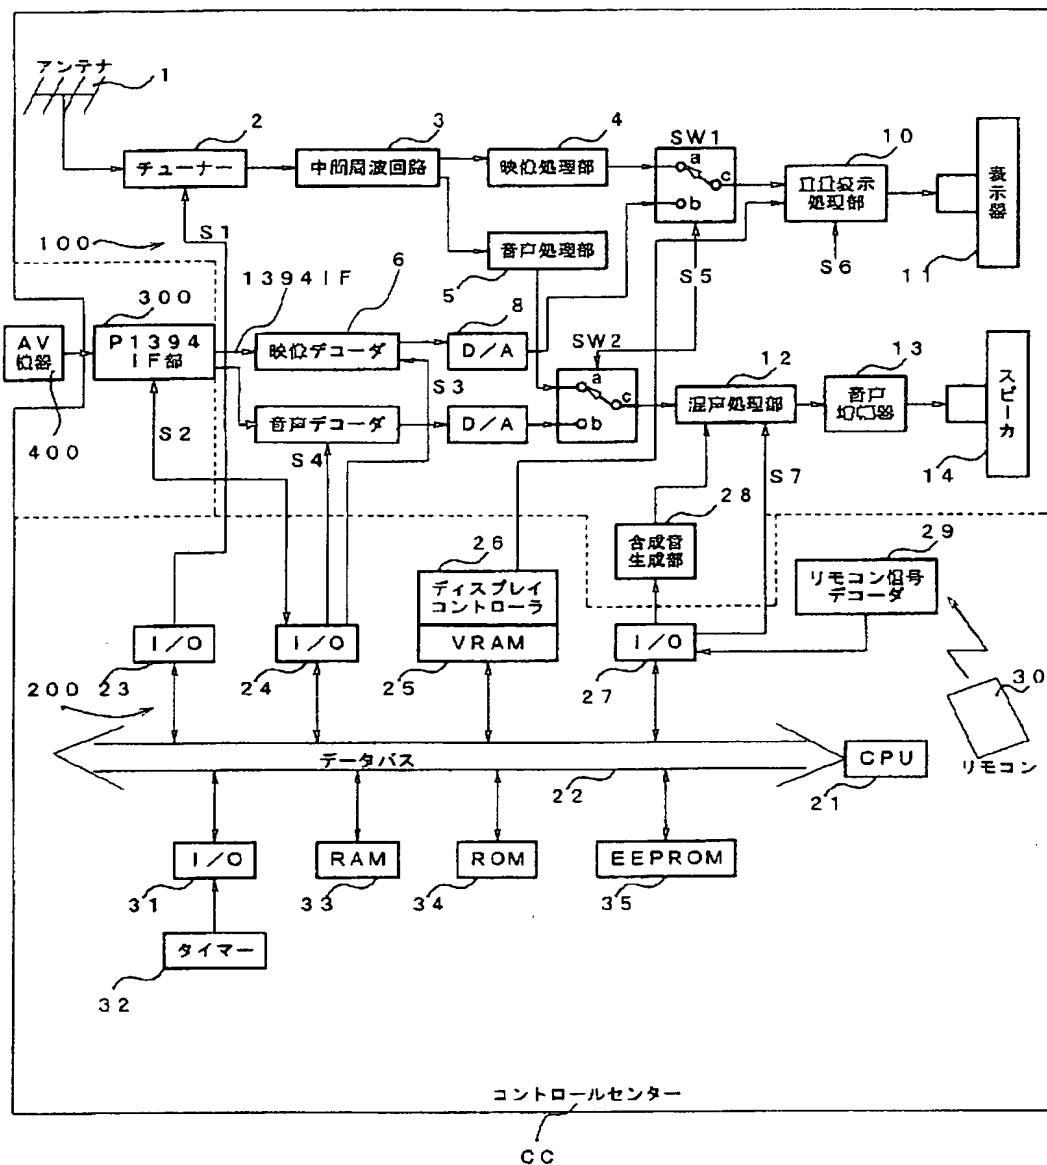 アンテナ
1
2
3
4
SW1
10
チューナー
中間周波回路
映像処理部
a
c
b
処理部
表示器
11
S1
100
音声処理部
5
S5
S6
1394IF
6
8
300
AV
機器
400
P1394
IF部
映像デコーダ
D/A
SW2
a
c
b
12
13
S3
S2
音声デコーダ
D/A
混声処理部
音声
スピーカ
14
S4
S7
28
26
合成音
生成部
29
ディスプレイ
コントローラ
リモコン信号
デコーダ
I/O
23
I/O
24
VRAM
25
I/O
27
200
30
リモコン
データバス
22
CPU
21
I/O
31
RAM
33
ROM
34
EEPROM
35
タイマー
32
コントロールセンター
CC